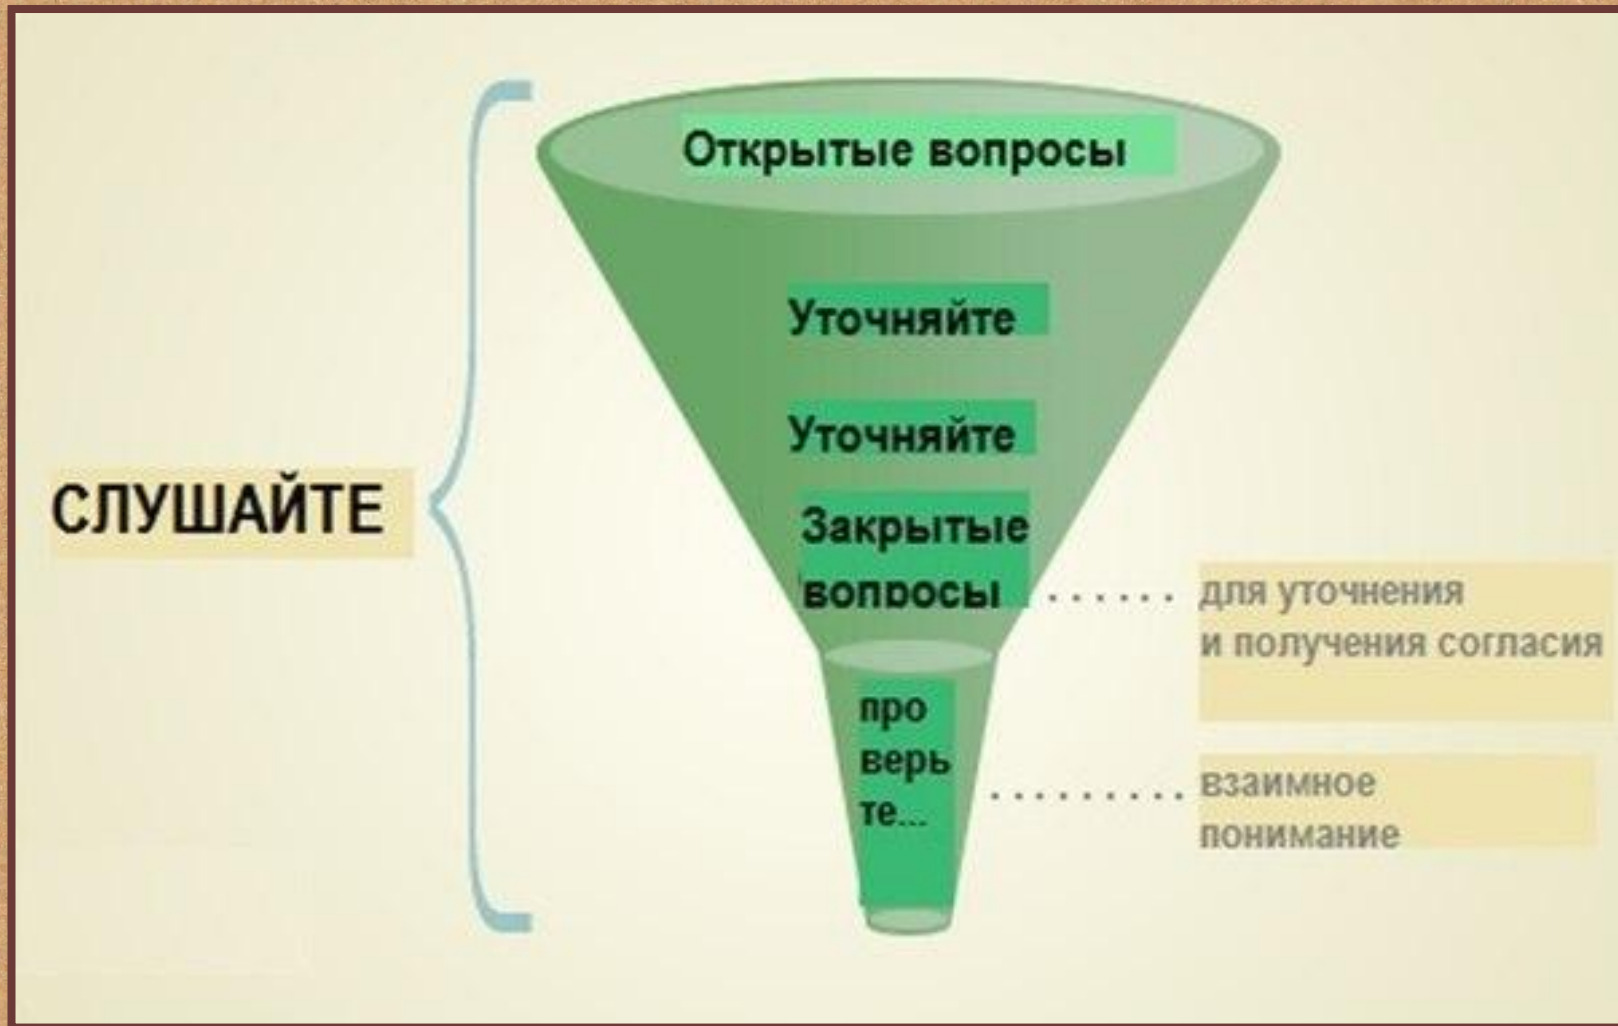 Открытые вопросы
Уточняйте
Уточняйте
СЛУШАЙТЕ
Закрытые
вопросы
для уточнения
и получения согласия
про
верь
те...
взаимное
понимание